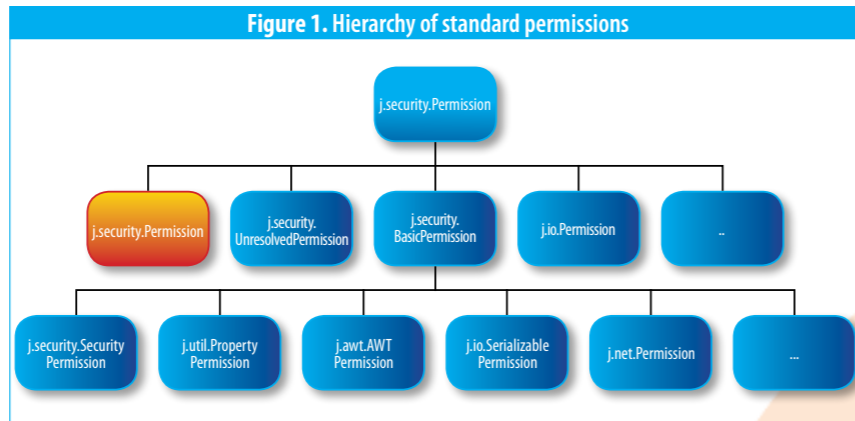 Figure 1. Hierarchy of standard permissions
j.security.Permission
j.security.Permission
j.security.
UnresolvedPermission
j.security.
BasicPermission
j.io.Permission
..
j.security.Security
Permission
j.util.Property
Permission
j.awt.AWT
Permission
j.io.Serializable
Permission
j.net.Permission
...